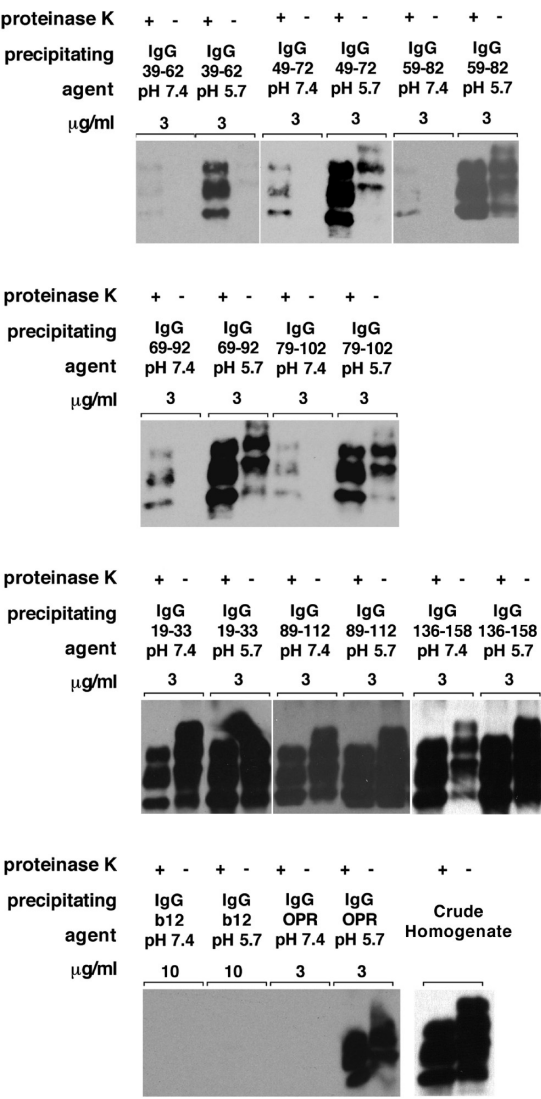 proteinase K + - + - + - + - + - + -
precipitating IgG IgG IgG IgG IgG IgG
39-62 39-62 49-72 49-72 59-82 59-82
agent pH 7.4 pH 5.7 pH 7.4 pH 5.7 pH 7.4 pH 5.7
µg/ml 3 3 3 3 3 3
proteinase K + - + - + - + -
precipitating IgG IgG IgG IgG
69-92 69-92 79-102 79-102
agent pH 7.4 pH 5.7 pH 7.4 pH 5.7
µg/ml 3 3 3 3
proteinase K + - + - + - + - + - + -
precipitating IgG IgG IgG IgG IgG IgG
19-33 19-33 89-112 89-112 136-158 136-158
agent pH 7.4 pH 5.7 pH 7.4 pH 5.7 pH 7.4 pH 5.7
µg/ml 3 3 3 3 3 3
proteinase K + - + - + - + - + -
precipitating IgG IgG IgG IgG Crude
b12 b12 OPR OPR Homogenate
agent pH 7.4 pH 5.7 pH 7.4 pH 5.7
µg/ml 10 10 3 3